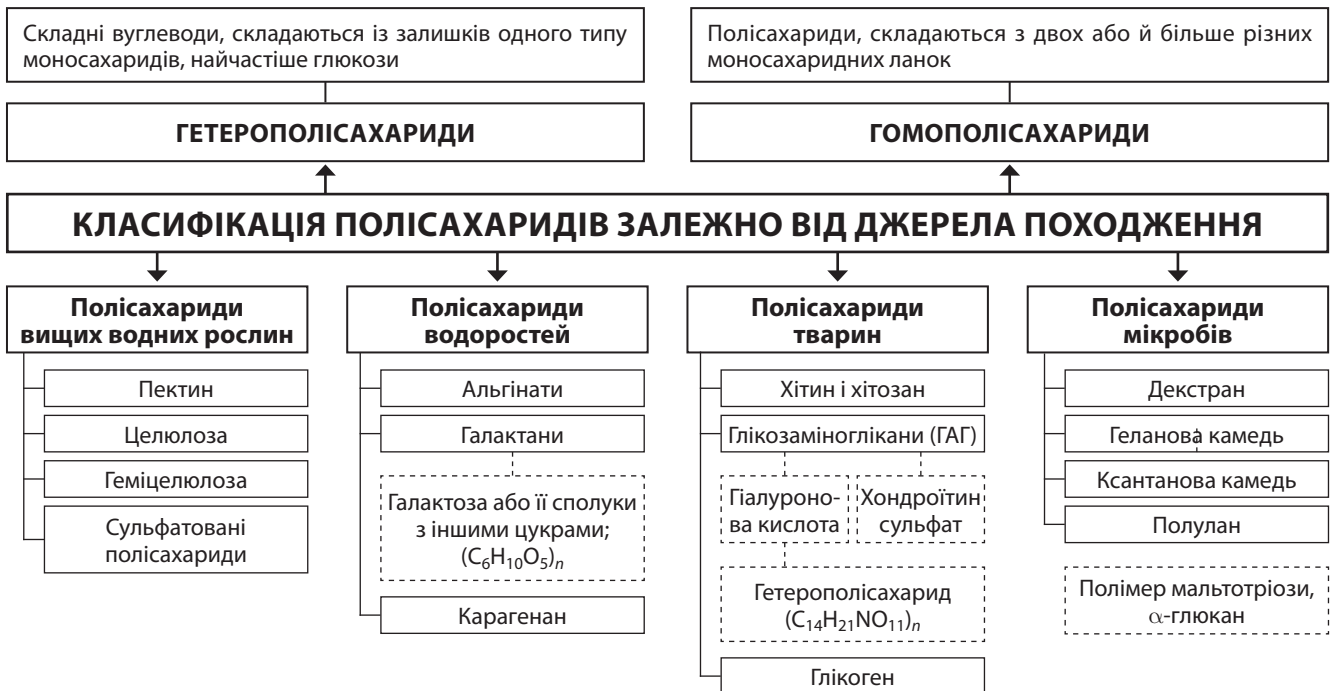 Складні вуглеводи, складаються із залишків одного типу
моносахаридів, найчастіше глюкози
Полісахариди, складаються з двох або й більше різних
моносахаридних ланок
ГЕТЕРОПОЛІСАХАРИДИ
ГОМОПОЛІСАХАРИДИ
КЛАСИФІКАЦІЯ ПОЛІСАХАРИДІВ ЗАЛЕЖНО ВІД ДЖЕРЕЛА ПОХОДЖЕННЯ
Полісахариди
вищих водних рослин
Пектин
Целюлоза
Геміцелюлоза
Сульфатовані
полісахариди
Полісахариди
водоростей
Альгінати
Галактани
Галактоза або її сполуки
з іншими цукрами;
(C₆H₁₀O₅)ₙ
Карагенан
Полісахариди
тварин
Хітин і хітозан
Глікозаміноглікани (ГАГ)
Гіалуроно-
ва кислота
Хондроїтин
сульфат
Гетерополісахарид
(C₁₄H₂₁NO₁₁)ₙ
Глікоген
Полісахариди
мікробів
Декстран
Геланова камедь
Ксантанова камедь
Полулан
Полімер мальтотріози,
α-глюкан